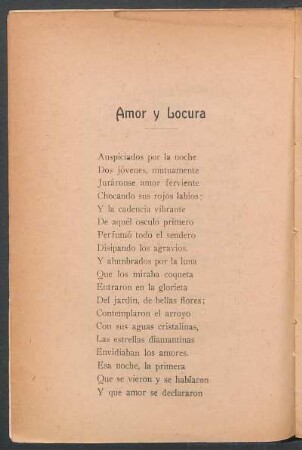 Amor y Locura
Auspiciados por la noche
Dos jóvenes, mutuamente
Juráronse amor ferviente
Chocando sus rojos labios;
Y la cadencia vibrante
De aquél osculó primero
Perfumó todo el sendero
Disipando los agravios.
Y alumbrados por la luna
Que los miraba coqueta
Entraron en la glorieta
Del jardín, de bellas flores;
Contemplaron el arroyo
Con sus aguas cristalinas,
Las estrellas diamantinas
Envidiaban los amores.
Esa noche, la primera
Que se vieron y se hablaron
Y que amor se declararon